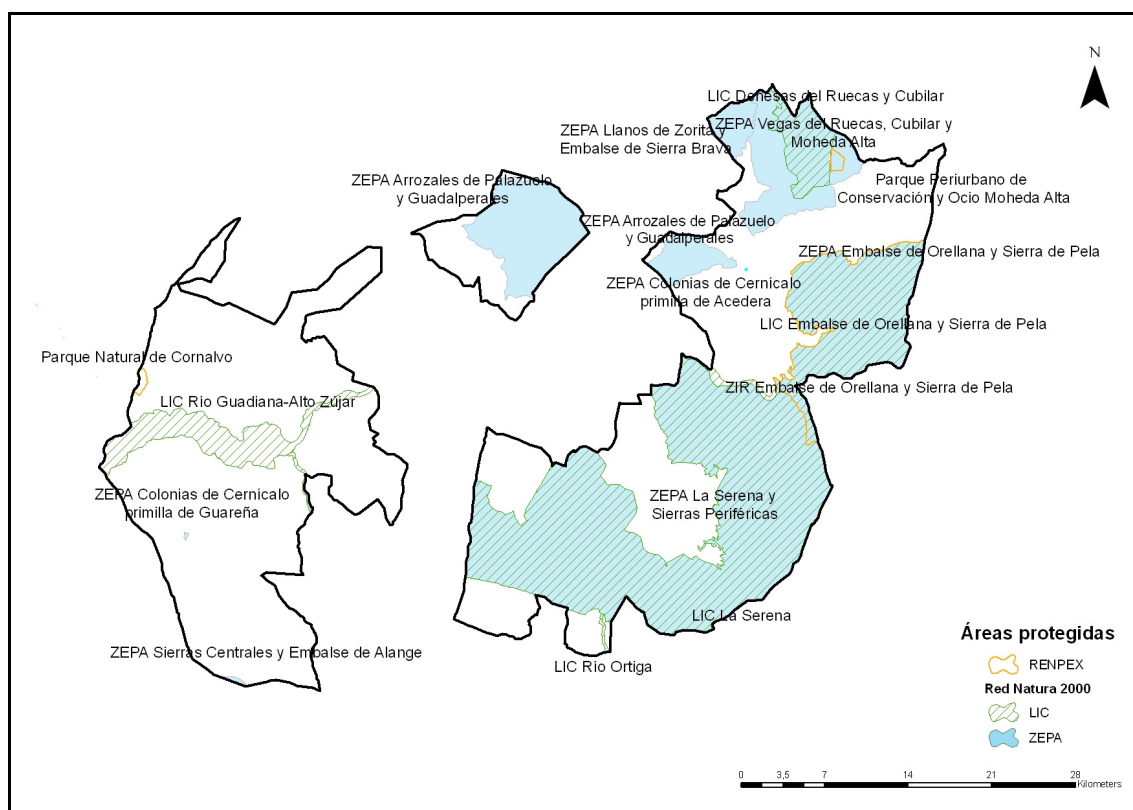 N
LIC Dehesas del Ruecas y Cubilar
ZEPA Llanos de Zorita y
Embalse de Sierra Brava
ZEPA Vegas del Ruecas, Cubilar y
Moheda Alta
ZEPA Arrozales de Palazuelo
y Guadalperales
Parque Periurbano de
Conservación y Ocio Moheda Alta
ZEPA Arrozales de Palazuelo
y Guadalperales
ZEPA Embalse de Orellana y Sierra de Pela
ZEPA Colonias de Cernícalo
primilla de Acedera
LIC Embalse de Orellana y Sierra de Pela
Parque Natural de Cornalvo
ZIR Embalse de Orellana y Sierra de Pela
LIC Río Guadiana-Alto Zújar
ZEPA Colonias de Cernícalo
primilla de Guareña
ZEPA La Serena y
Sierras Periféricas
LIC La Serena
ZEPA Sierras Centrales y Embalse de Alange
LIC Río Ortiga
Áreas protegidas
RENPEX
Red Natura 2000
LIC
ZEPA
0 3,5 7 14 21 28
Kilometers